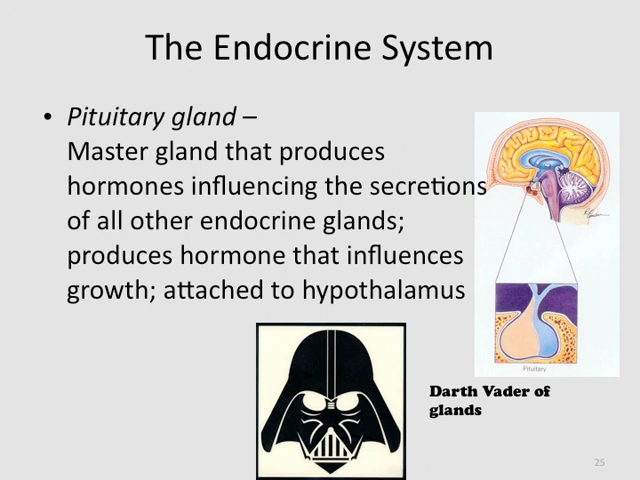 The Endocrine System
• Pituitary gland –
Master gland that produces
hormones influencing the secretions
of all other endocrine glands;
produces hormone that influences
growth; attached to hypothalamus
Pituitary
Darth Vader of
glands
25